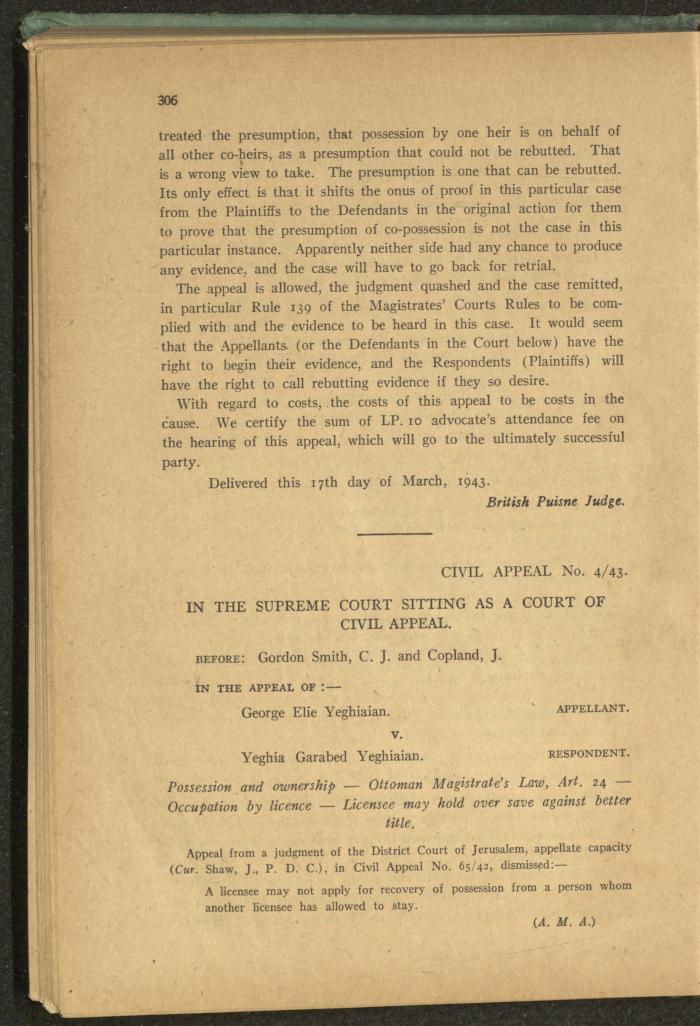 306
treated the presumption, that possession by one heir is on behalf of
all other co-heirs, as a presumption that could not be rebutted. That
is a wrong view to take. The presumption is one that can be rebutted.
Its only effect is that it shifts the onus of proof in this particular case
from the Plaintiffs to the Defendants in the original action for them
to prove that the presumption of co-possession is not the case in this
particular instance. Apparently neither side had any chance to produce
any evidence, and the case will have to go back for retrial.
The appeal is allowed, the judgment quashed and the case remitted,
in particular Rule 139 of the Magistrates' Courts Rules to be com-
plied with and the evidence to be heard in this case. It would seem
that the Appellants (or the Defendants in the Court below) have the
right to begin their evidence, and the Respondents (Plaintiffs) will
have the right to call rebutting evidence if they so desire.
With regard to costs, the costs of this appeal to be costs in the
cause. We certify the sum of LP. 10 advocate's attendance fee on
the hearing of this appeal, which will go to the ultimately successful
party.
Delivered this 17th day of March, 1943.
British Puisne Judge.
CIVIL APPEAL No. 4/43.
IN THE SUPREME COURT SITTING AS A COURT OF
CIVIL APPEAL.
BEFORE: Gordon Smith, C. J. and Copland, J.
IN THE APPEAL OF :—
George Elie Yeghiaian. APPELLANT.
v.
Yeghia Garabed Yeghiaian. RESPONDENT.
Possession and ownership — Ottoman Magistrate's Law, Art. 24 —
Occupation by licence — Licensee may hold over save against better
title.
Appeal from a judgment of the District Court of Jerusalem, appellate capacity
(Cur. Shaw, J., P. D. C.), in Civil Appeal No. 65/42, dismissed:—
A licensee may not apply for recovery of possession from a person whom
another licensee has allowed to stay.
(A. M. A.)